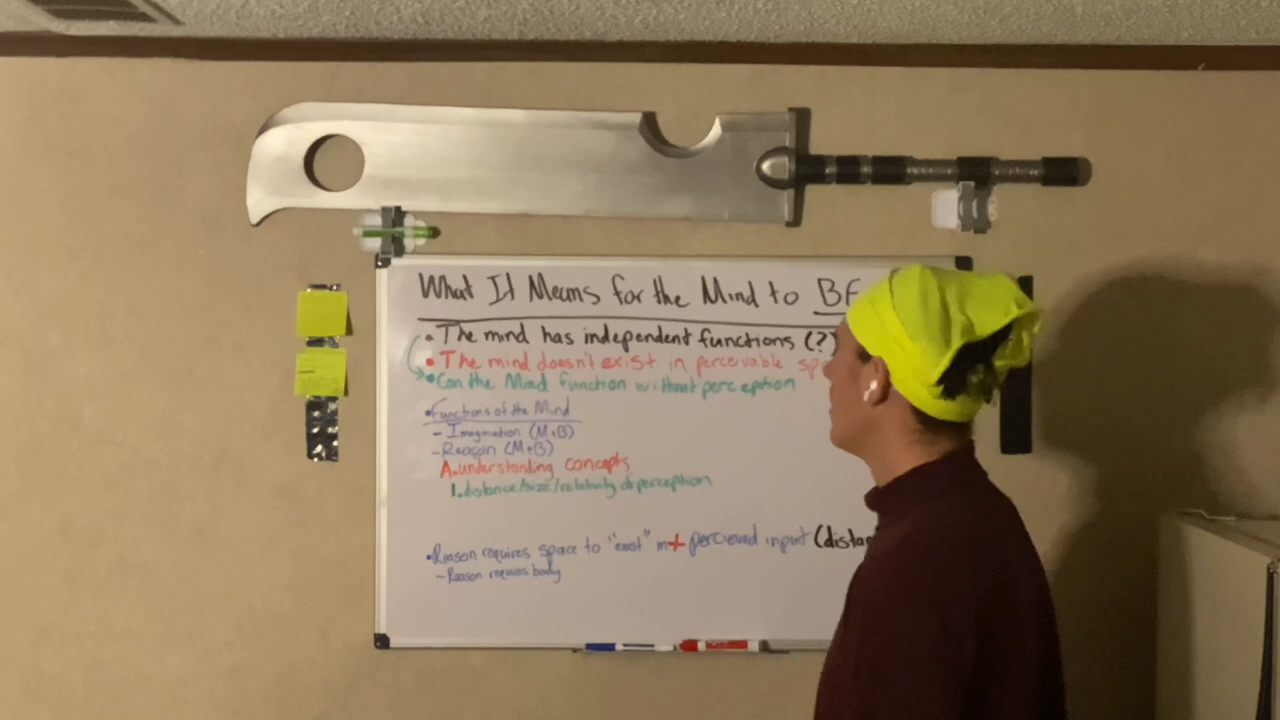 What It Means for the Mind to BE
• The mind has independent functions (?)
• The mind doesn't exist in perceivable sp
• Can the Mind function without perception
• Functions of the Mind
- Imagination (M+B)
- Reason (M+B)
A. understanding concepts
1. distance/size/relativity of perception
• Reason requires space to "exist" in + percieved input (distan
- Reason requires body